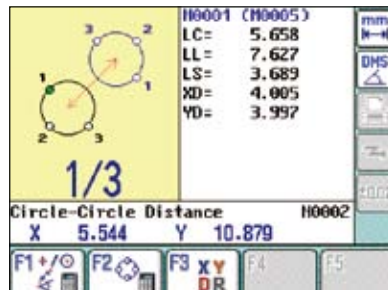 N0001 (M0005)
LC= 5.658
LL= 7.627
LS= 3.689
XD= 4.005
YD= 3.997
3 2
1
1
2 3
1/3
mm
DMS
±0.02
Circle-Circle Distance N0002
X 5.544 Y 10.879
F1 +/ F2 F3 XY DR F4 F5